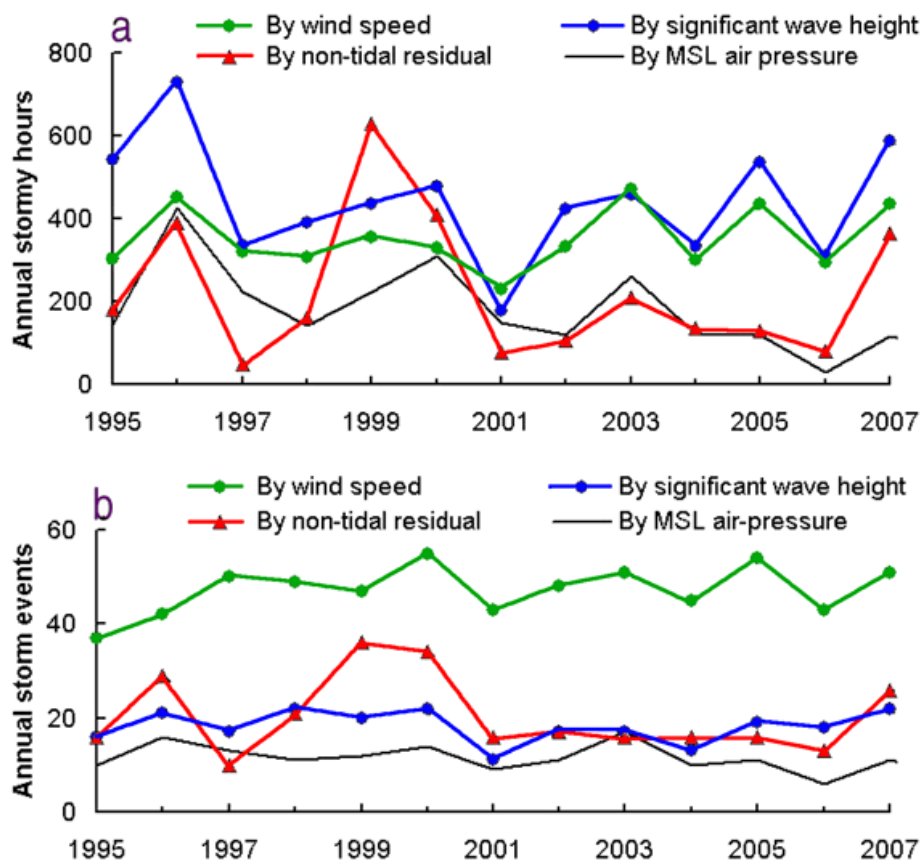 a
By wind speed
By significant wave height
By non-tidal residual
By MSL air pressure
Annual stormy hours
800
600
400
200
0
1995 1997 1999 2001 2003 2005 2007
b
By wind speed
By significant wave height
By non-tidal residual
By MSL air-pressure
Annual storm events
60
40
20
0
1995 1997 1999 2001 2003 2005 2007